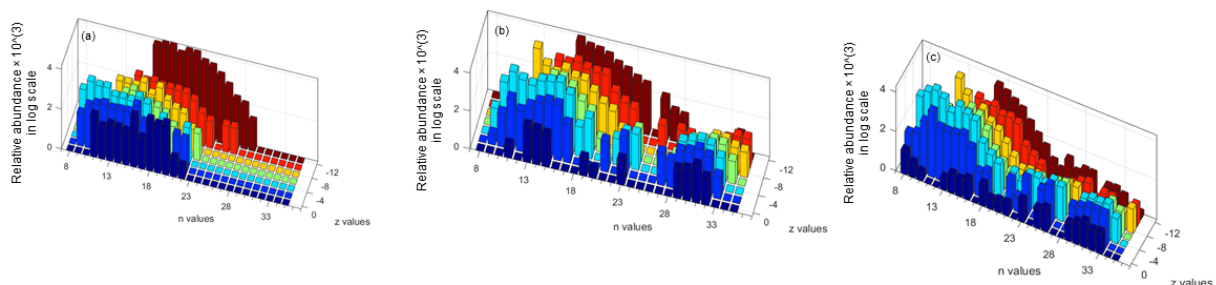 Relative abundance × 10^(3)
in log scale
(a)
4
2
0
8
13
18
23
28
33
n values
-12
-8
-4
0
z values
Relative abundance × 10^(3)
in log scale
(b)
4
2
0
8
13
18
23
28
33
n values
-12
-8
-4
0
z values
Relative abundance × 10^(3)
in log scale
(c)
4
2
0
8
13
18
23
28
33
n values
-12
-8
-4
0
z values